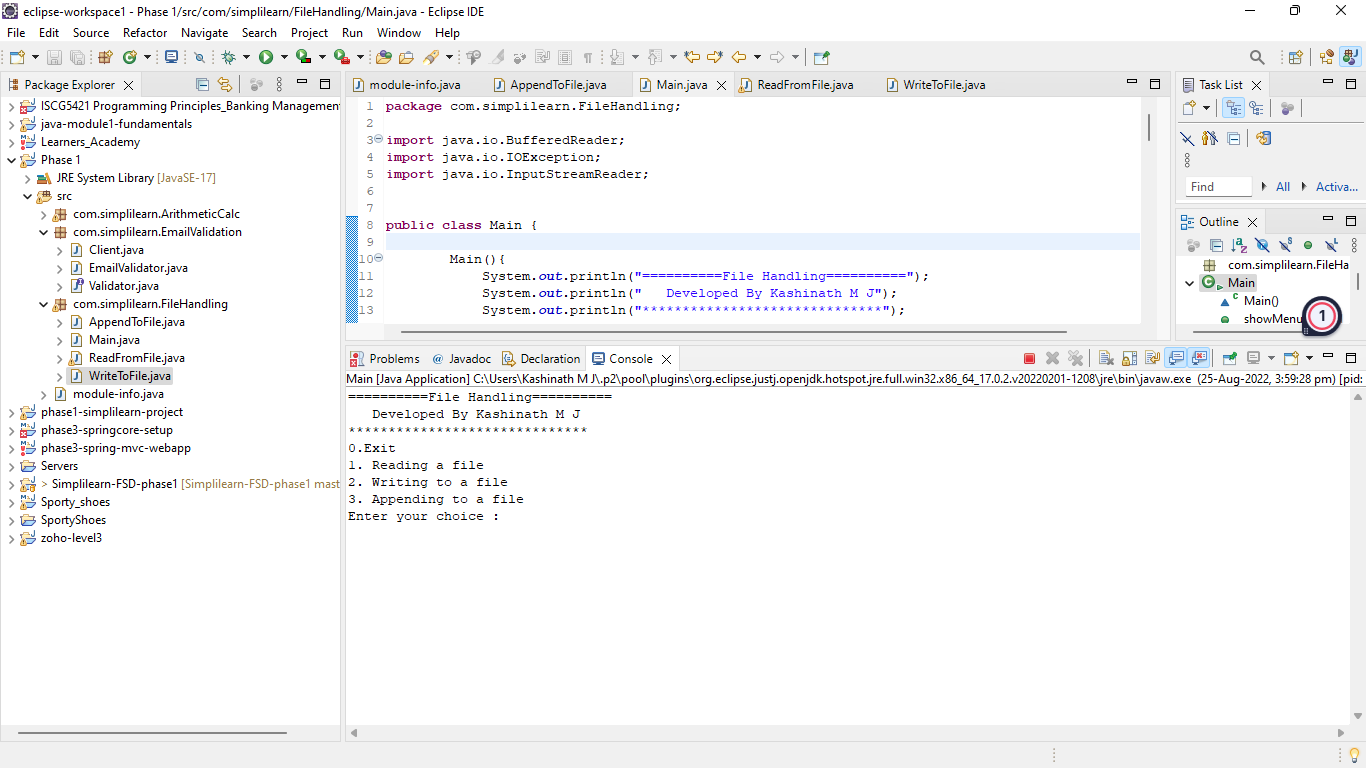 eclipse-workspace1 - Phase 1/src/com/simplilearn/FileHandling/Main.java - Eclipse IDE
File Edit Source Refactor Navigate Search Project Run Window Help
Package Explorer
ISCG5421 Programming Principles_Banking Managemen
java-module1-fundamentals
Learners_Academy
Phase 1
JRE System Library [JavaSE-17]
src
com.simplilearn.ArithmeticCalc
com.simplilearn.EmailValidation
Client.java
EmailValidator.java
Validator.java
com.simplilearn.FileHandling
AppendToFile.java
Main.java
ReadFromFile.java
WriteToFile.java
module-info.java
phase1-simplilearn-project
phase3-springcore-setup
phase3-spring-mvc-webapp
Servers
> Simplilearn-FSD-phase1 [Simplilearn-FSD-phase1 mast
Sporty_shoes
SportyShoes
zoho-level3
module-info.java AppendToFile.java Main.java ReadFromFile.java WriteToFile.java
1 package com.simplilearn.FileHandling;
2
3 import java.io.BufferedReader;
4 import java.io.IOException;
5 import java.io.InputStreamReader;
6
7
8 public class Main {
9
10 Main(){
11 System.out.println("==========File Handling==========");
12 System.out.println("   Developed By Kashinath M J");
13 System.out.println("******************************");
Task List
Find All Activa...
Outline
com.simplilearn.FileHa
Main
Main()
showMenu
1
Problems @ Javadoc Declaration Console
Main [Java Application] C:\Users\Kashinath M J\.p2\pool\plugins\org.eclipse.justj.openjdk.hotspot.jre.full.win32.x86_64_17.0.2.v20220201-1208\jre\bin\javaw.exe (25-Aug-2022, 3:59:28 pm) [pid:
==========File Handling==========
   Developed By Kashinath M J
******************************
0.Exit
1. Reading a file
2. Writing to a file
3. Appending to a file
Enter your choice :